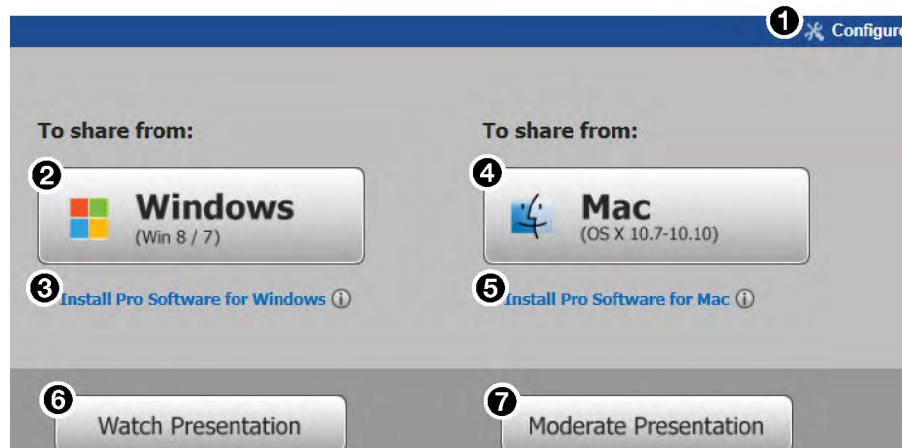 1 Configure
To share from: To share from:
2 4
Windows Mac
(Win 8 / 7) (OS X 10.7-10.10)
3 Install Pro Software for Windows i 5 Install Pro Software for Mac i
6 7
Watch Presentation Moderate Presentation